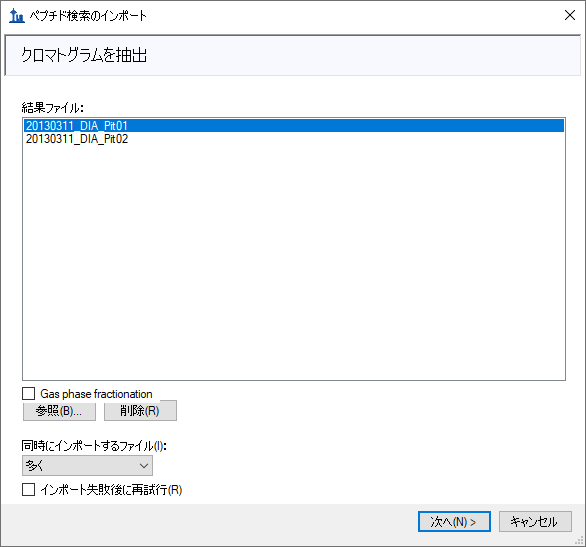 ペプチド検索のインポート
クロマトグラムを抽出
結果ファイル:
20130311_DIA_Pit01
20130311_DIA_Pit02
Gas phase fractionation
参照(B)... 削除(R)
同時にインポートするファイル(I):
多く
インポート失敗後に再試行(R)
次へ(N) > キャンセル